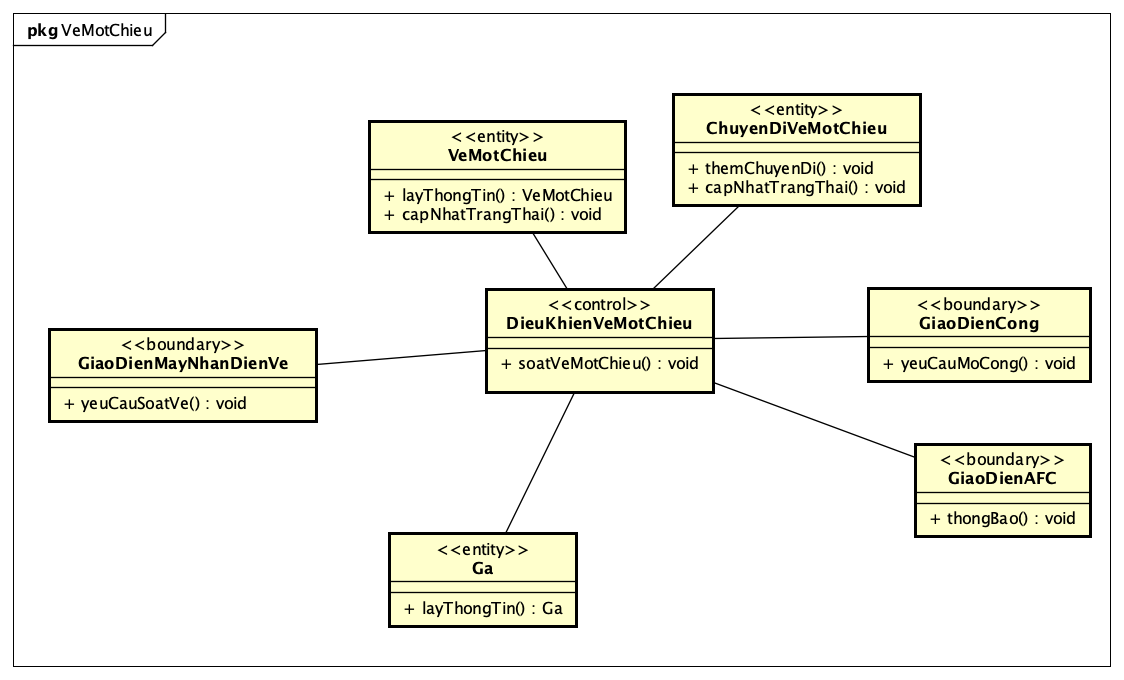 pkg VeMotChieu
<<entity>>
VeMotChieu
+ layThongTin() : VeMotChieu
+ capNhatTrangThai() : void
<<entity>>
ChuyenDiVeMotChieu
+ themChuyenDi() : void
+ capNhatTrangThai() : void
<<control>>
DieuKhienVeMotChieu
+ soatVeMotChieu() : void
<<boundary>>
GiaoDienCong
+ yeuCauMoCong() : void
<<boundary>>
GiaoDienMayNhanDienVe
+ yeuCauSoatVe() : void
<<boundary>>
GiaoDienAFC
+ thongBao() : void
<<entity>>
Ga
+ layThongTin() : Ga